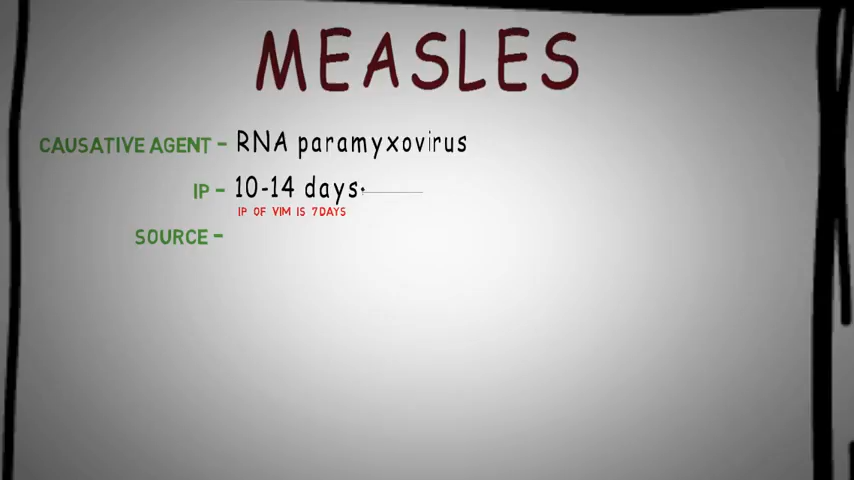 MEASLES
CAUSATIVE AGENT - RNA paramyxovirus
IP - 10-14 days
IP OF VIM IS 7DAYS
SOURCE -